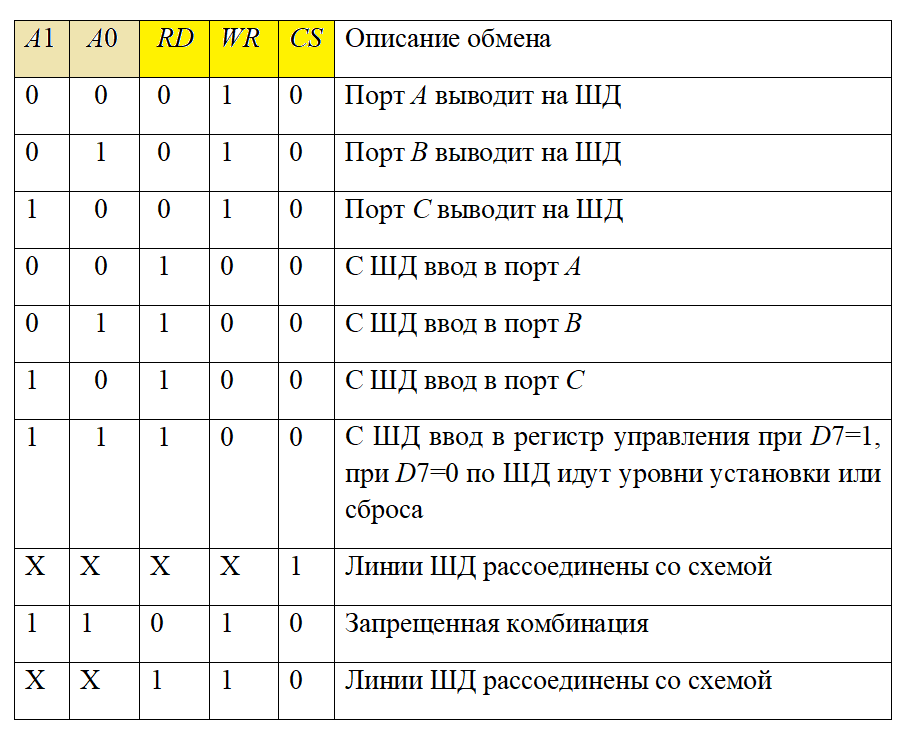 A1 A0 RD WR CS Описание обмена
0 0 0 1 0 Порт A выводит на ШД
0 1 0 1 0 Порт B выводит на ШД
1 0 0 1 0 Порт C выводит на ШД
0 0 1 0 0 С ШД ввод в порт A
0 1 1 0 0 С ШД ввод в порт B
1 0 1 0 0 С ШД ввод в порт C
1 1 1 0 0 С ШД ввод в регистр управления при D7=1,
при D7=0 по ШД идут уровни установки или
сброса
X X X X 1 Линии ШД рассоединены со схемой
1 1 0 1 0 Запрещенная комбинация
X X 1 1 0 Линии ШД рассоединены со схемой